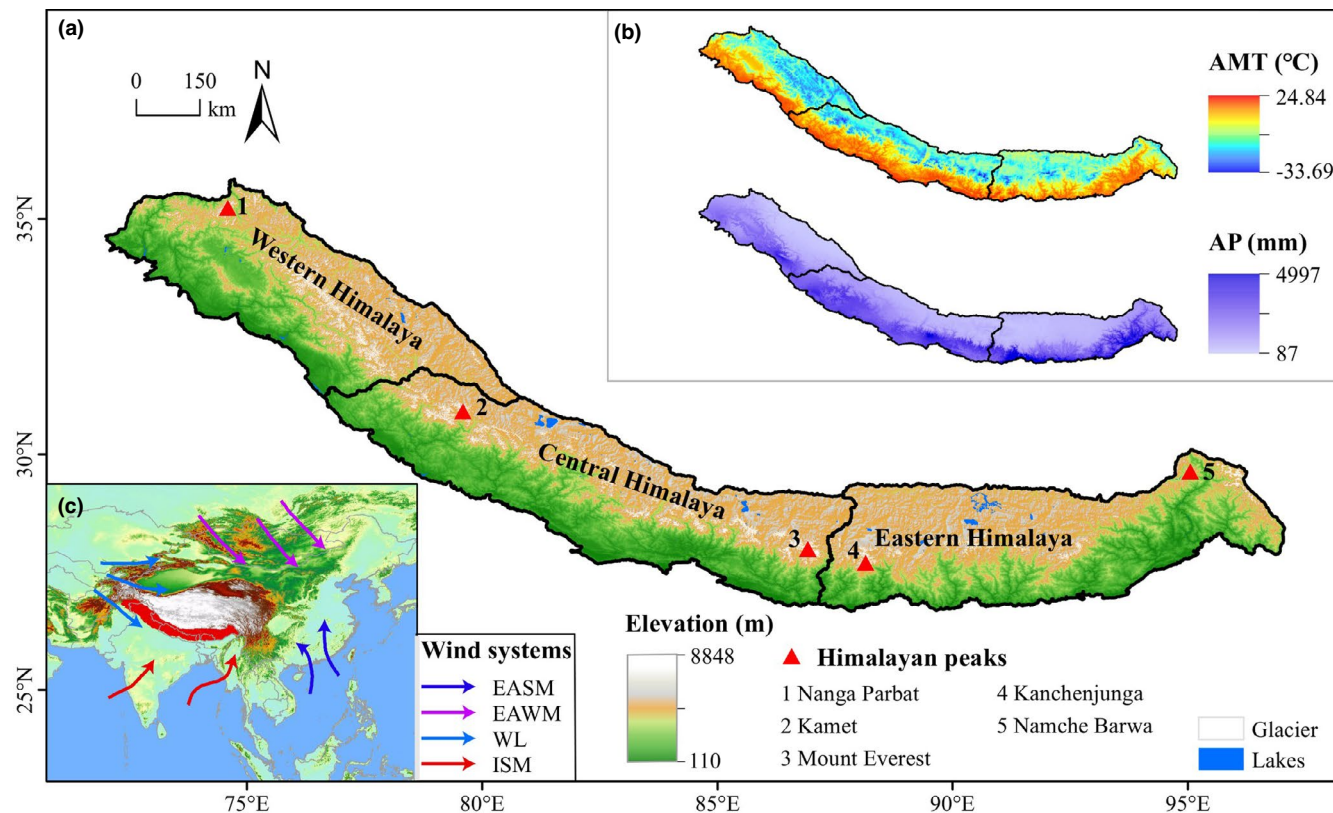 (a)
0 150
km
N
(b)
AMT (℃)
24.84
-33.69
AP (mm)
4997
87
35°N
30°N
25°N
1
Western Himalaya
2
Central Himalaya
3
4
Eastern Himalaya
5
(c)
Wind systems
EASM
EAWM
WL
ISM
Elevation (m)
8848
110
Himalayan peaks
1 Nanga Parbat
4 Kanchenjunga
2 Kamet
5 Namche Barwa
3 Mount Everest
Glacier
Lakes
75°E
80°E
85°E
90°E
95°E